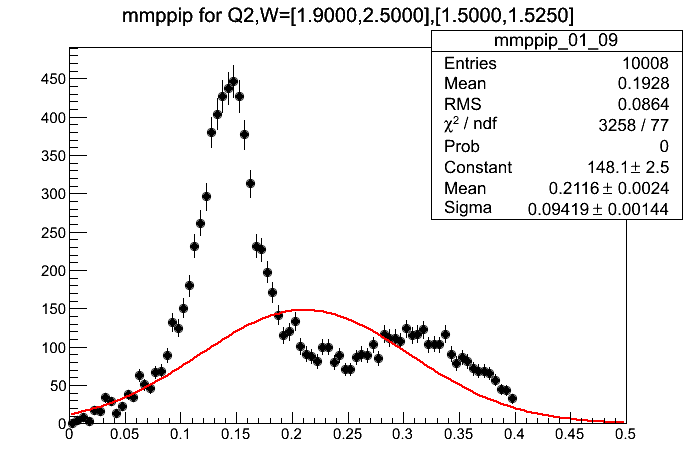 mmppip for Q2,W=[1.9000,2.5000],[1.5000,1.5250]
mmppip_01_09
Entries 10008
Mean 0.1928
RMS 0.0864
χ² / ndf 3258 / 77
Prob 0
Constant 148.1 ± 2.5
Mean 0.2116 ± 0.0024
Sigma 0.09419 ± 0.00144
450
400
350
300
250
200
150
100
50
0
0 0.05 0.1 0.15 0.2 0.25 0.3 0.35 0.4 0.45 0.5